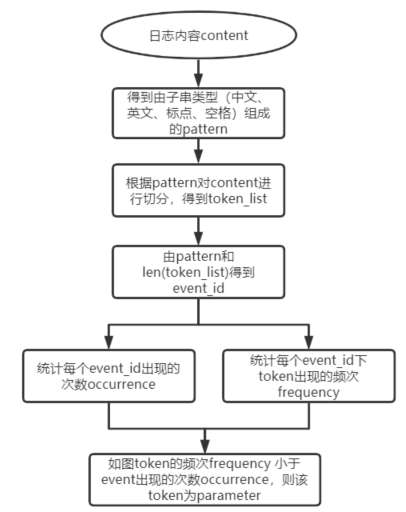 日志内容content
得到由子串类型（中文、
英文、标点、空格）组成
的pattern
根据pattern对content进
行切分，得到token_list
由pattern和
len(token_list)得到
event_id
统计每个event_id出现的
次数occurrence
统计每个event_id下
token出现的频次
frequency
如图token的频次frequency 小于
event出现的次数occurrence，则该
token为parameter